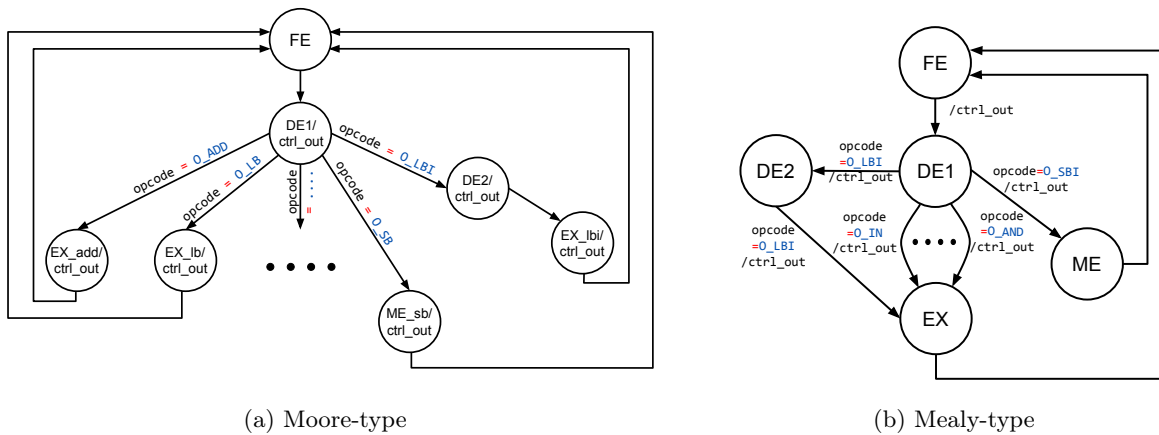 FE
DE1/
ctrl_out
opcode = O_ADD
opcode = O_LB
opcode = ....
opcode = O_SB
opcode = O_LBI
DE2/
ctrl_out
EX_add/
ctrl_out
EX_lb/
ctrl_out
EX_lbi/
ctrl_out
ME_sb/
ctrl_out
(a) Moore-type
FE
/ctrl_out
DE2
opcode
=O_LBI
/ctrl_out
DE1
opcode=O_SBI
/ctrl_out
opcode
=O_LBI
/ctrl_out
opcode
=O_IN
/ctrl_out
opcode
=O_AND
/ctrl_out
ME
EX
(b) Mealy-type